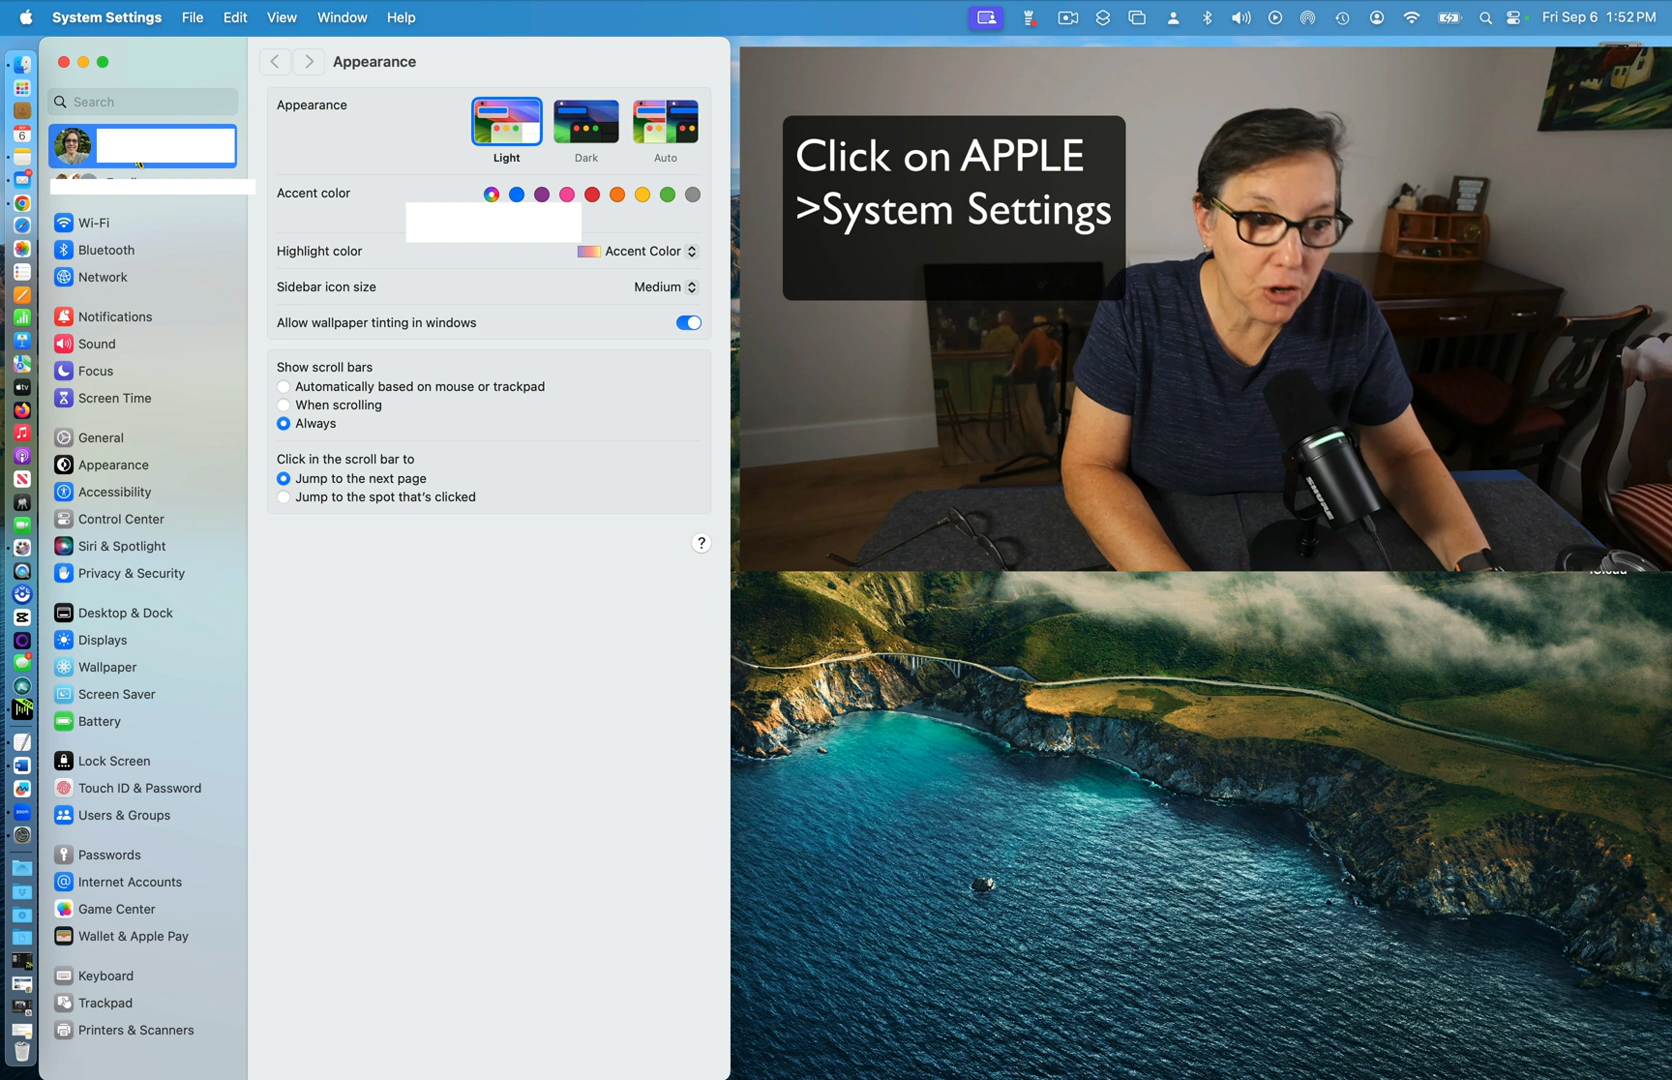 System Settings File Edit View Window Help
Fri Sep 6 1:52 PM
Search
Wi-Fi
Bluetooth
Network
Notifications
Sound
Focus
Screen Time
General
Appearance
Accessibility
Control Center
Siri & Spotlight
Privacy & Security
Desktop & Dock
Displays
Wallpaper
Screen Saver
Battery
Lock Screen
Touch ID & Password
Users & Groups
Passwords
Internet Accounts
Game Center
Wallet & Apple Pay
Keyboard
Trackpad
Printers & Scanners
Appearance
Appearance
Light
Dark
Auto
Accent color
Highlight color
Accent Color
Sidebar icon size
Medium
Allow wallpaper tinting in windows
Show scroll bars
Automatically based on mouse or trackpad
When scrolling
Always
Click in the scroll bar to
Jump to the next page
Jump to the spot that's clicked
?
Click on APPLE
>System Settings
SHURE